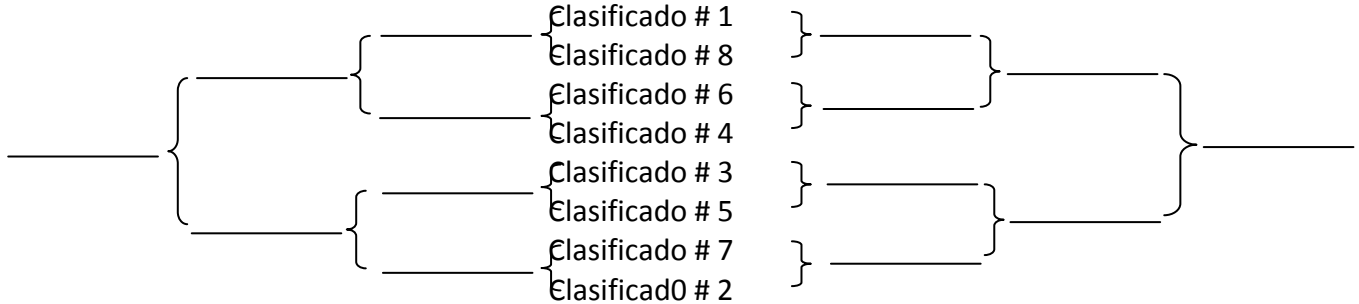 Clasificado # 1
Clasificado # 8
Clasificado # 6
Clasificado # 4
Clasificado # 3
Clasificado # 5
Clasificado # 7
Clasificad0 # 2